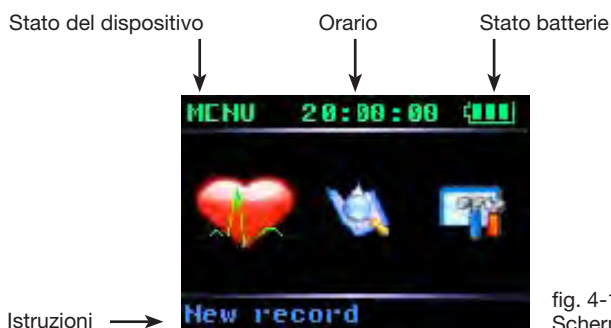 Stato del dispositivo Orario Stato batterie
MENU 20:00:00
Istruzioni New record
fig. 4-1